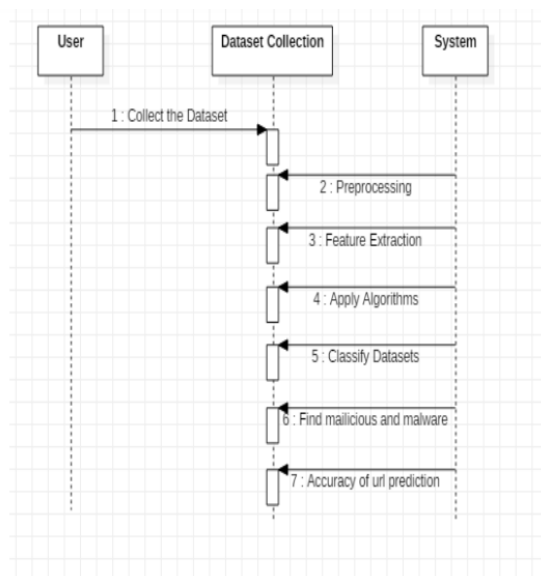 User
Dataset Collection
System
1 : Collect the Dataset
2 : Preprocessing
3 : Feature Extraction
4 : Apply Algorithms
5 : Classify Datasets
6 : Find mailicious and malware
7 : Accuracy of url prediction